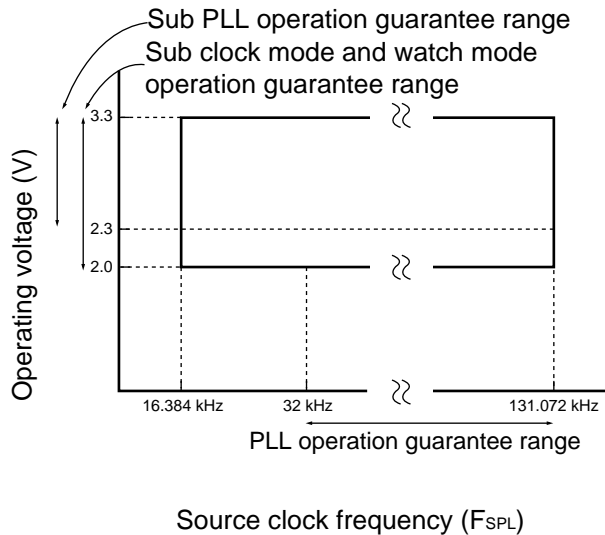 Sub PLL operation guarantee range
Sub clock mode and watch mode
operation guarantee range
Operating voltage (V)
3.3
2.3
2.0
16.384 kHz
32 kHz
131.072 kHz
PLL operation guarantee range
Source clock frequency (FSPL)